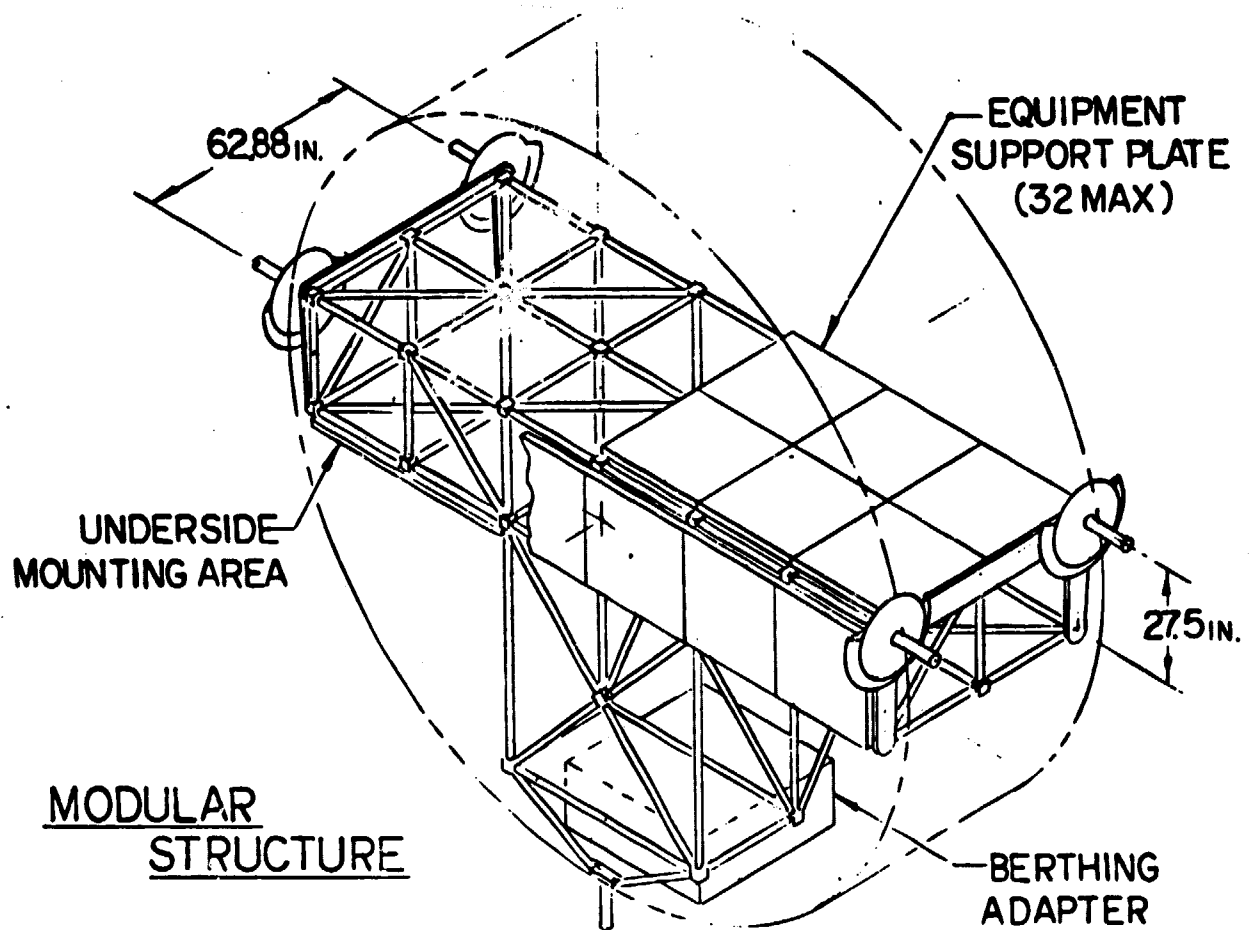 62.88 IN.
EQUIPMENT
SUPPORT PLATE
(32 MAX)
UNDERSIDE
MOUNTING AREA
27.5 IN.
MODULAR
STRUCTURE
BERTHING
ADAPTER